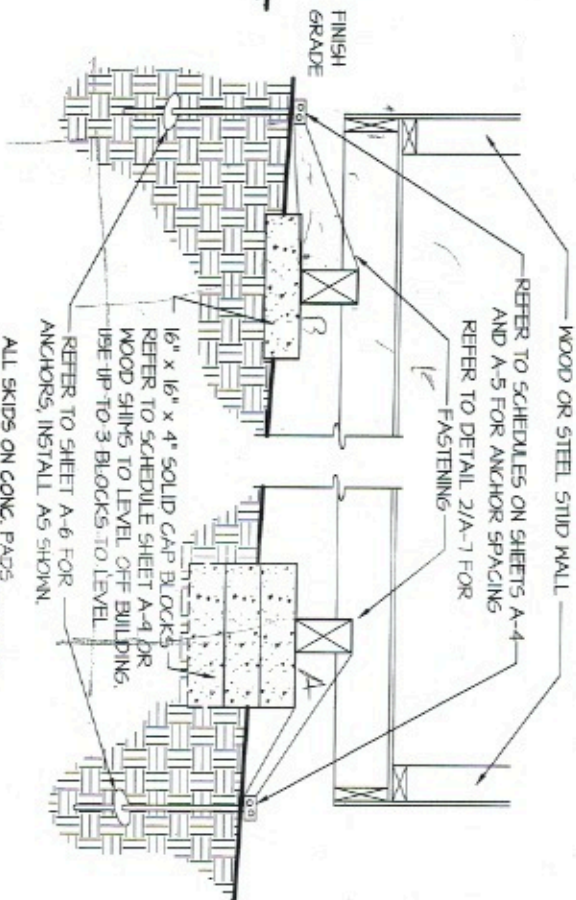 WOOD OR STEEL STUD WALL
REFER TO SCHEDULES ON SHEETS A-4
AND A-5 FOR ANCHOR SPACING
REFER TO DETAIL 2/A-7 FOR
FASTENING
FINISH
GRADE
B
A
16" x 16" x 4" SOLID CAP BLOCKS
REFER TO SCHEDULE SHEET A-4 OR
WOOD SHIMS TO LEVEL OFF BUILDING.
USE UP TO 3 BLOCKS TO LEVEL
REFER TO SHEET A-6 FOR
ANCHORS, INSTALL AS SHOWN.
ALL SKIDS ON CONC. PADS